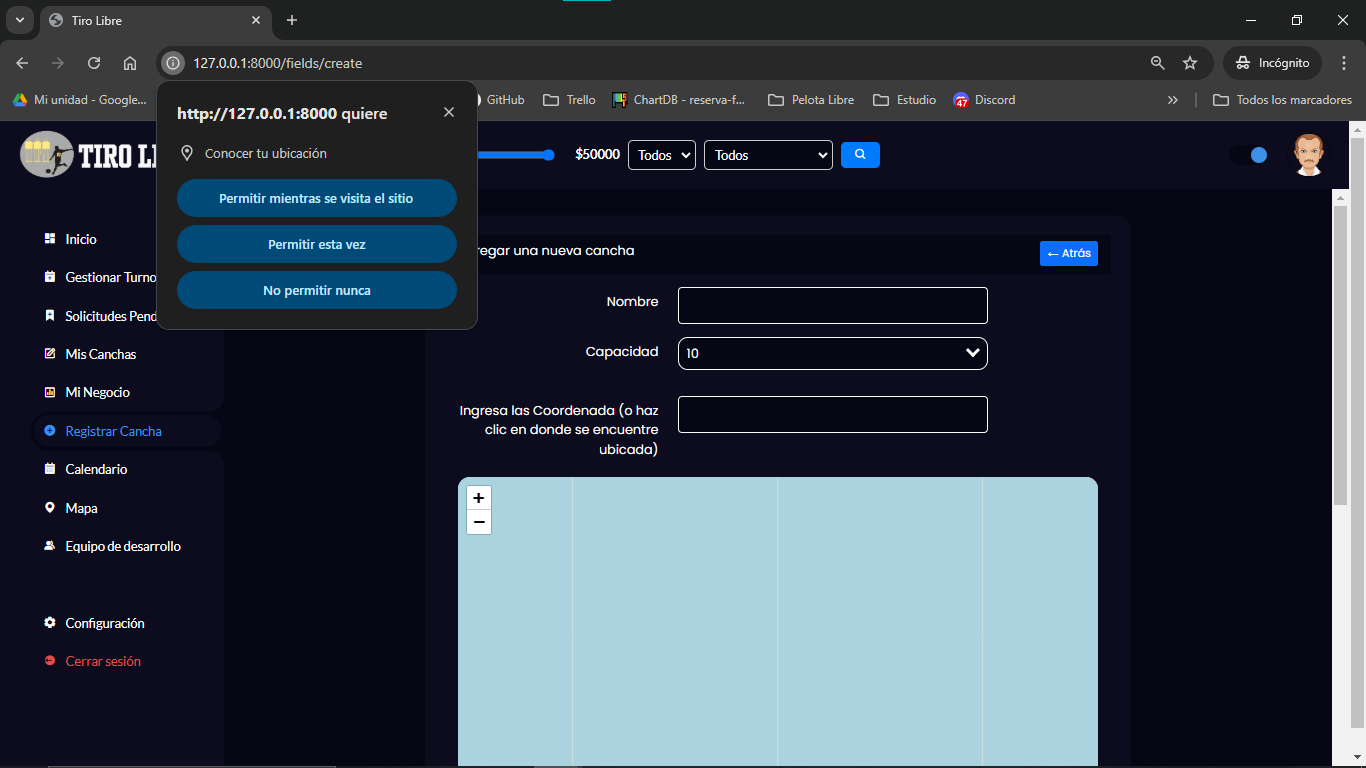 Tiro Libre
127.0.0.1:8000/fields/create
Incógnito
Mi unidad - Google...
GitHub
Trello
ChartDB - reserva-f...
Pelota Libre
Estudio
47
Discord
Todos los marcadores
http://127.0.0.1:8000 quiere
Conocer tu ubicación
Permitir mientras se visita el sitio
Permitir esta vez
No permitir nunca
TIRO LI
$50000
Todos
Todos
Inicio
Gestionar Turno
Solicitudes Pend
Mis Canchas
Mi Negocio
Registrar Cancha
Calendario
Mapa
Equipo de desarrollo
Configuración
Cerrar sesión
regar una nueva cancha
← Atrás
Nombre
Capacidad
10
Ingresa las Coordenada (o haz
clic en donde se encuentre
ubicada)
+
−